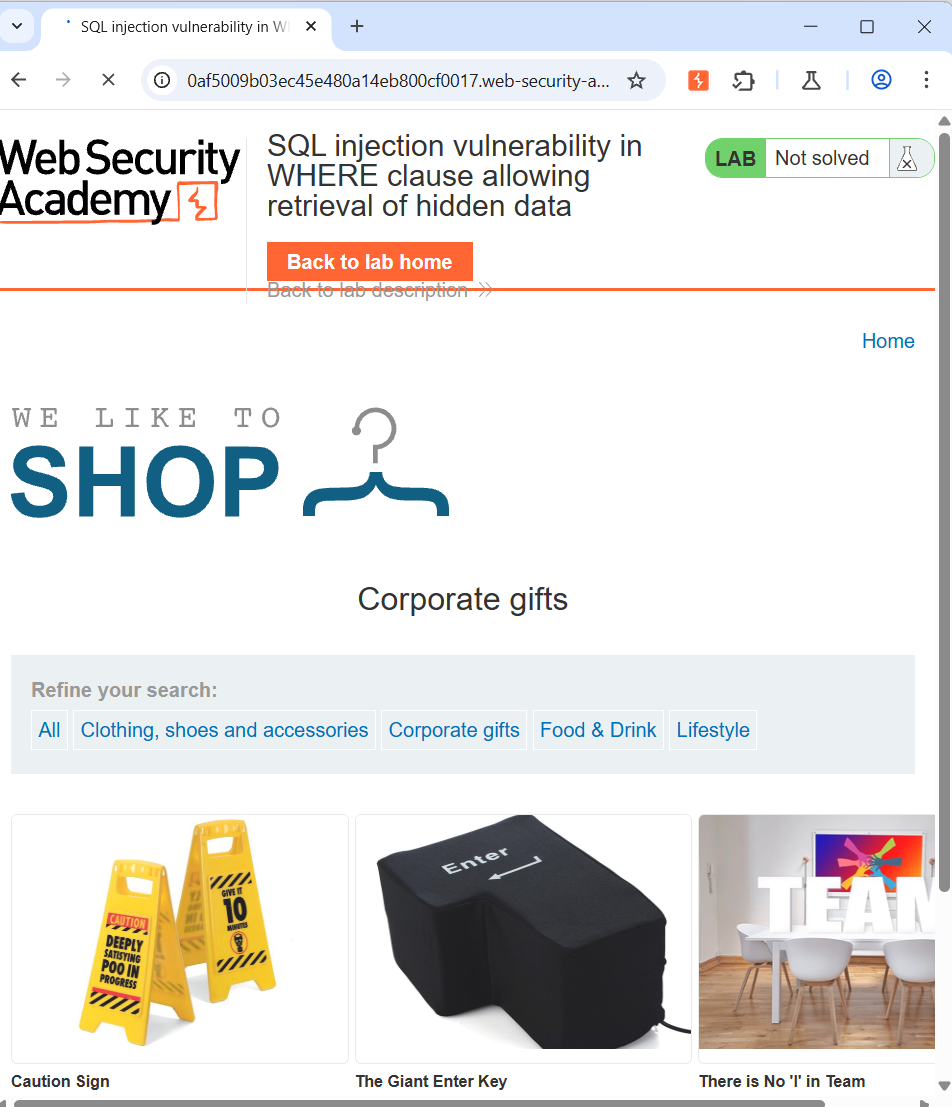 SQL injection vulnerability in W
0af5009b03ec45e480a14eb800cf0017.web-security-a...
Web Security
Academy
SQL injection vulnerability in
WHERE clause allowing
retrieval of hidden data
LAB Not solved
Back to lab home
Back to lab description
Home
WE LIKE TO
SHOP
Corporate gifts
Refine your search:
All Clothing, shoes and accessories Corporate gifts Food & Drink Lifestyle
CAUTION
DEEPLY
SATISFYING
POO IN
PROGRESS
GIVE IT
10
MINUTES
Enter
TEAM
Caution Sign The Giant Enter Key There is No 'I' in Team